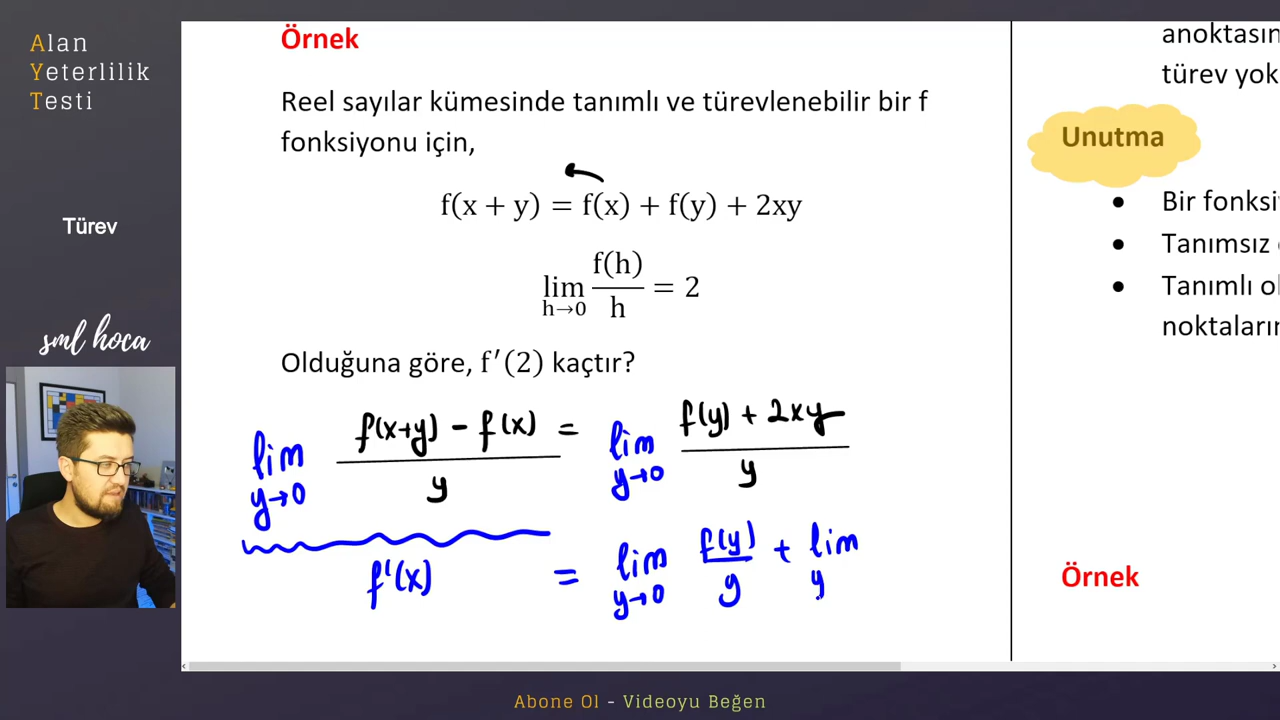 Alan
Yeterlilik
Testi
Türev
sml hoca
Örnek
Reel sayılar kümesinde tanımlı ve türevlenebilir bir f
fonksiyonu için,
f(x + y) = f(x) + f(y) + 2xy
lim h→0 f(h)/h = 2
Olduğuna göre, f′(2) kaçtır?
lim y→0 f(x+y) - f(x) / y = lim y→0 f(y) + 2xy / y
f'(x) = lim y→0 f(y)/y + lim y
anoktasın
türev yok
Unutma
• Bir fonksi
• Tanımsız
• Tanımlı ol
noktaların
Örnek
Abone Ol - Videoyu Beğen